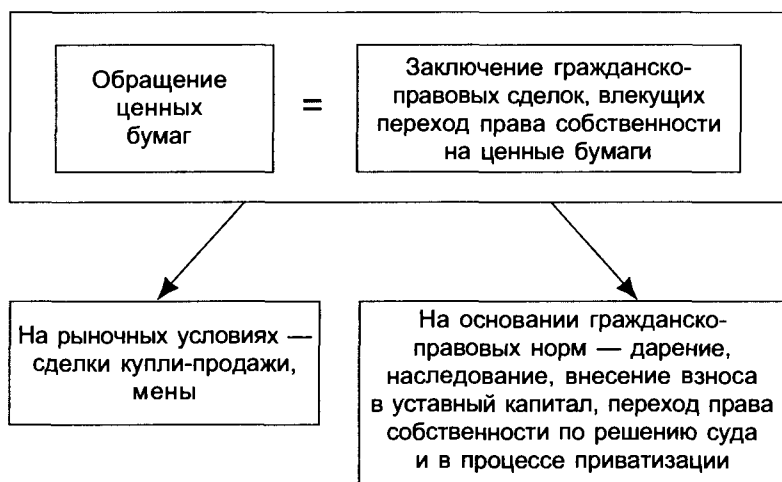 Обращение
ценных
бумаг
=
Заключение гражданско-
правовых сделок, влекущих
переход права собственности
на ценные бумаги
На рыночных условиях —
сделки купли-продажи,
мены
На основании гражданско-
правовых норм — дарение,
наследование, внесение взноса
в уставный капитал, переход права
собственности по решению суда
и в процессе приватизации